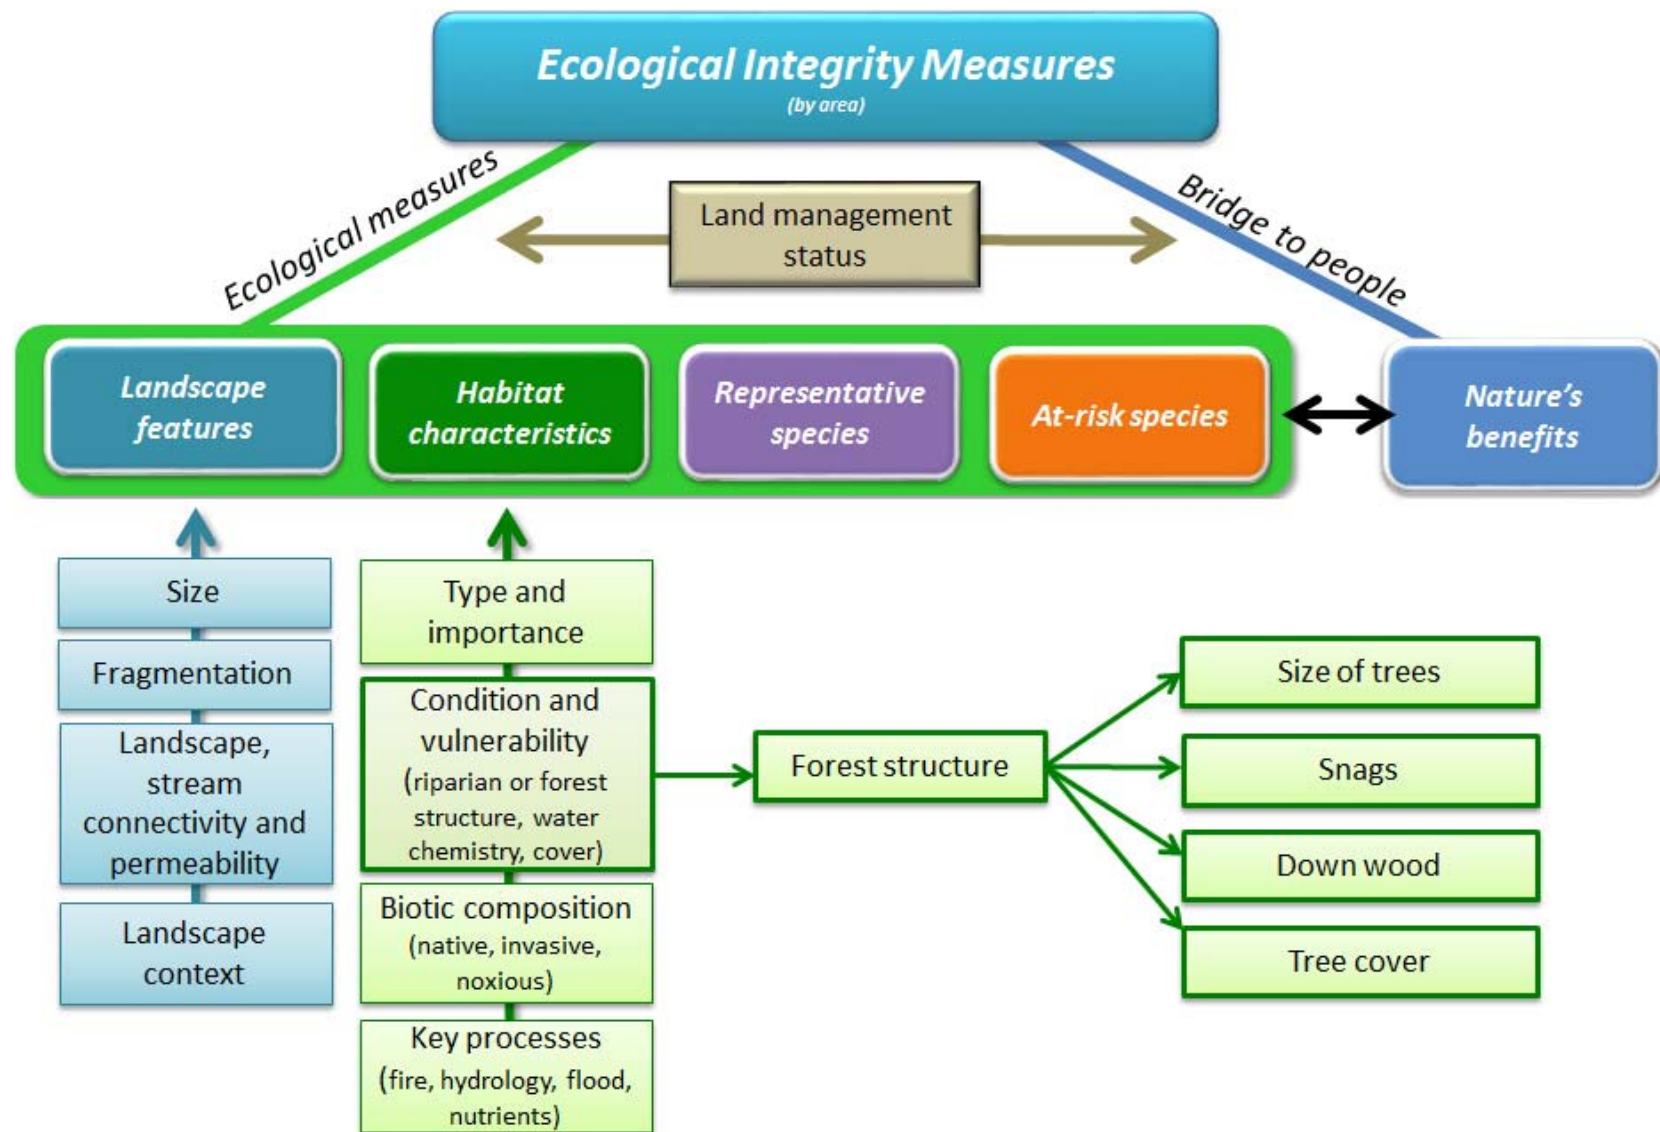 Ecological Integrity Measures
(by area)
Ecological measures
Bridge to people
Land management
status
Landscape
features
Habitat
characteristics
Representative
species
At-risk species
Nature's
benefits
Size
Fragmentation
Landscape,
stream
connectivity and
permeability
Landscape
context
Type and
importance
Condition and
vulnerability
(riparian or forest
structure, water
chemistry, cover)
Biotic composition
(native, invasive,
noxious)
Key processes
(fire, hydrology, flood,
nutrients)
Forest structure
Size of trees
Snags
Down wood
Tree cover